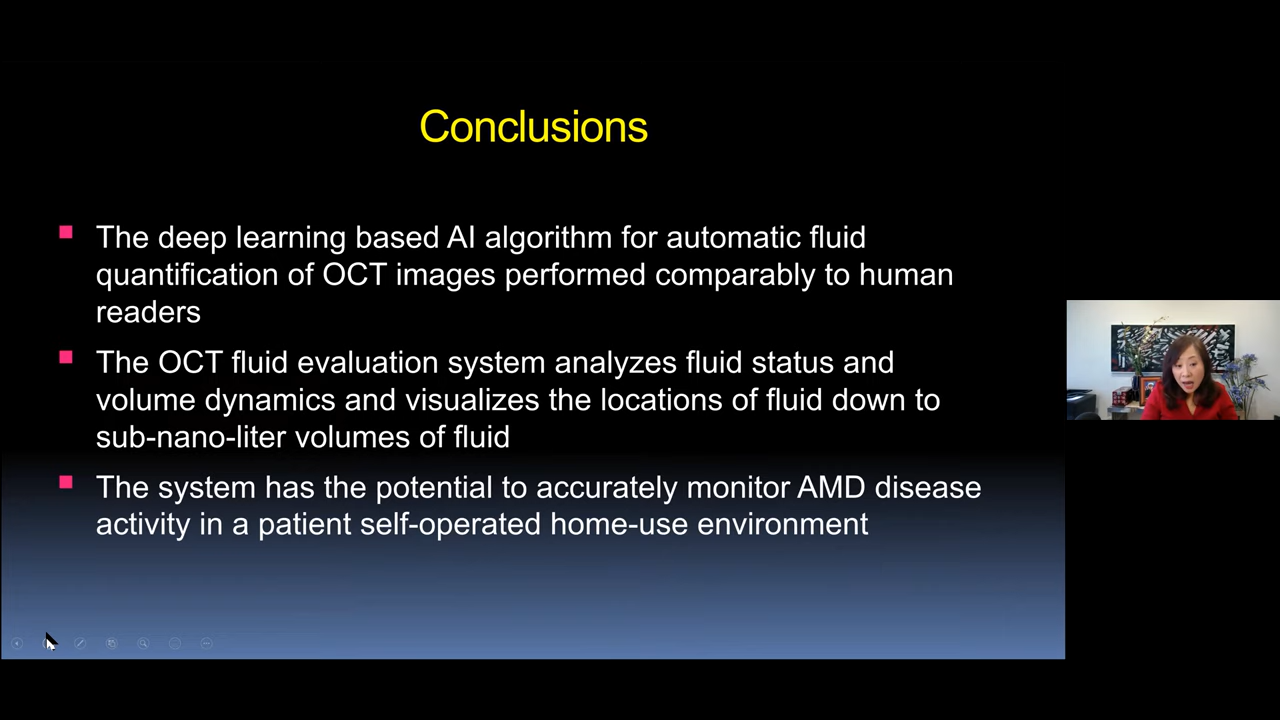 Conclusions
The deep learning based AI algorithm for automatic fluid
quantification of OCT images performed comparably to human
readers
The OCT fluid evaluation system analyzes fluid status and
volume dynamics and visualizes the locations of fluid down to
sub-nano-liter volumes of fluid
The system has the potential to accurately monitor AMD disease
activity in a patient self-operated home-use environment